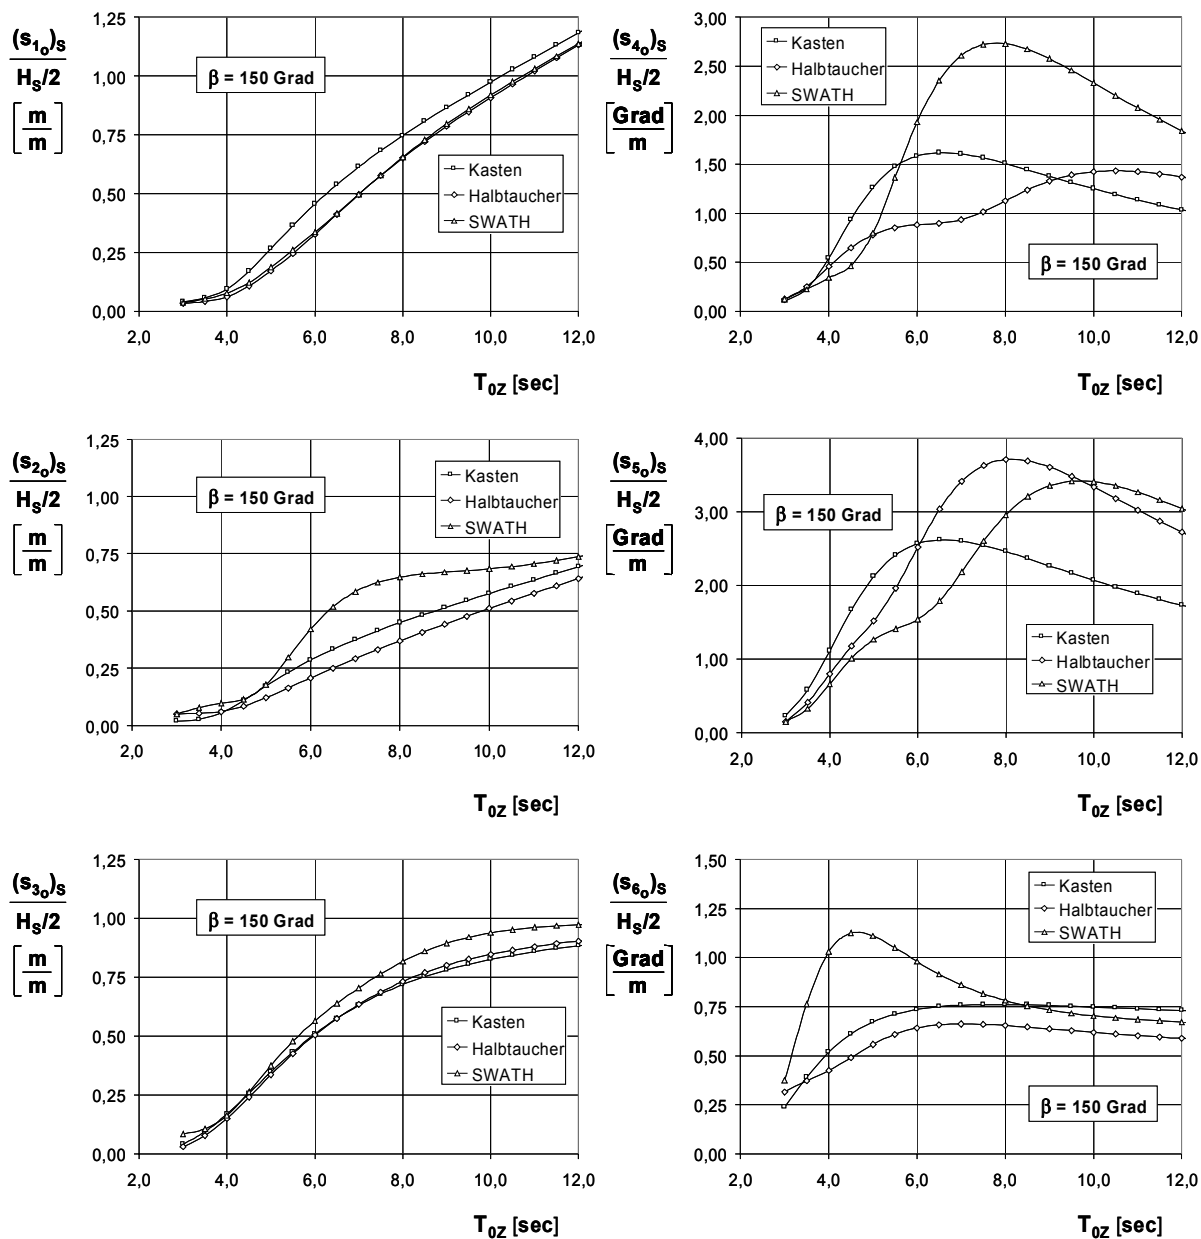 (s1o)S
HS/2
[m
m]
1,25
1,00
0,75
0,50
0,25
0,00
β = 150 Grad
Kasten
Halbtaucher
SWATH
2,0 4,0 6,0 8,0 10,0 12,0
T0Z [sec]
(s4o)S
HS/2
[Grad
m]
3,00
2,50
2,00
1,50
1,00
0,50
0,00
Kasten
Halbtaucher
SWATH
β = 150 Grad
2,0 4,0 6,0 8,0 10,0 12,0
T0Z [sec]
(s2o)S
HS/2
[m
m]
1,25
1,00
0,75
0,50
0,25
0,00
β = 150 Grad
Kasten
Halbtaucher
SWATH
2,0 4,0 6,0 8,0 10,0 12,0
T0Z [sec]
(s5o)S
HS/2
[Grad
m]
4,00
3,00
2,00
1,00
0,00
β = 150 Grad
Kasten
Halbtaucher
SWATH
2,0 4,0 6,0 8,0 10,0 12,0
T0Z [sec]
(s3o)S
HS/2
[m
m]
1,25
1,00
0,75
0,50
0,25
0,00
β = 150 Grad
Kasten
Halbtaucher
SWATH
2,0 4,0 6,0 8,0 10,0 12,0
T0Z [sec]
(s6o)S
HS/2
[Grad
m]
1,50
1,25
1,00
0,75
0,50
0,25
0,00
Kasten
Halbtaucher
SWATH
β = 150 Grad
2,0 4,0 6,0 8,0 10,0 12,0
T0Z [sec]